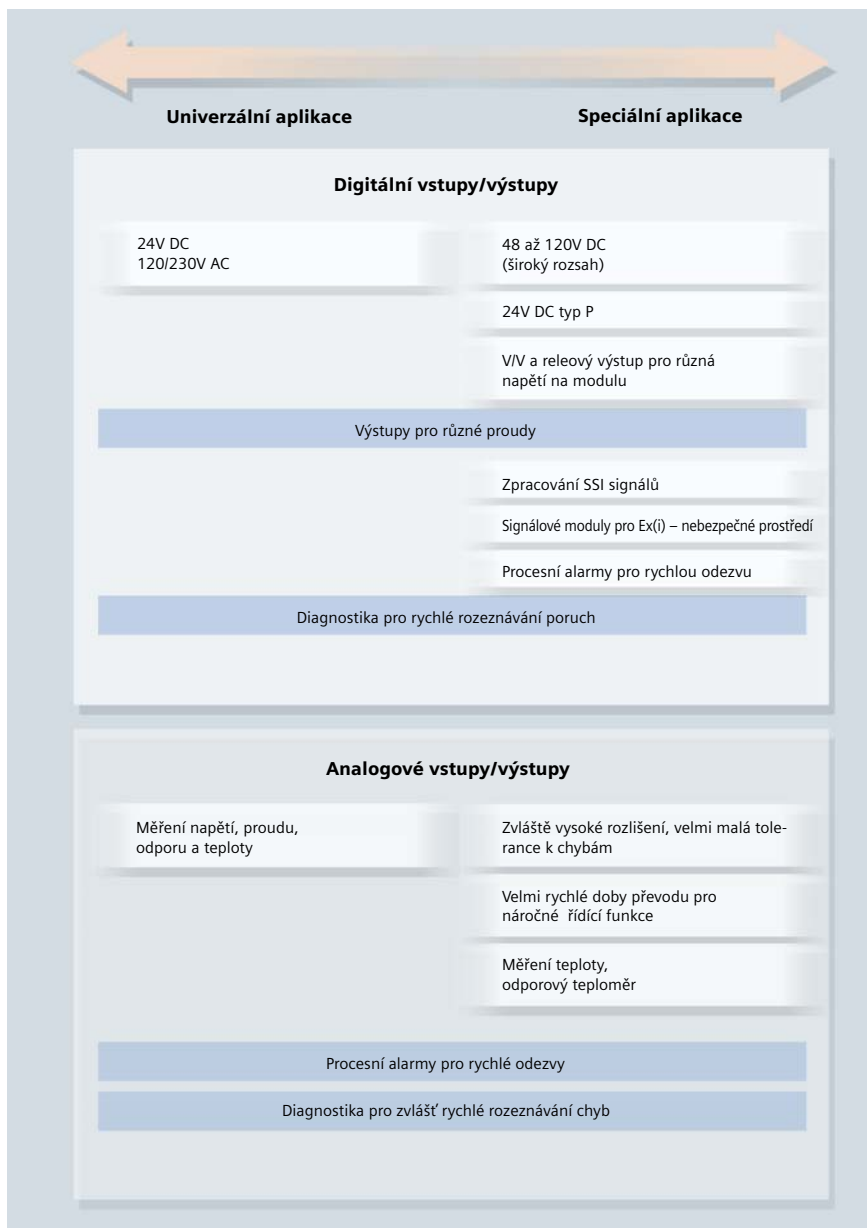 Univerzální aplikace
Speciální aplikace
Digitální vstupy/výstupy
24V DC
120/230V AC
48 až 120V DC
(široký rozsah)
24V DC typ P
V/V a releový výstup pro různá
napětí na modulu
Výstupy pro různé proudy
Zpracování SSI signálů
Signálové moduly pro Ex(i) – nebezpečné prostředí
Procesní alarmy pro rychlou odezvu
Diagnostika pro rychlé rozeznávání poruch
Analogové vstupy/výstupy
Měření napětí, proudu,
odporu a teploty
Zvláště vysoké rozlišení, velmi malá tole-
rance k chybám
Velmi rychlé doby převodu pro
náročné  řídící funkce
Měření teploty,
odporový teploměr
Procesní alarmy pro rychlé odezvy
Diagnostika pro zvlášť rychlé rozeznávání chyb